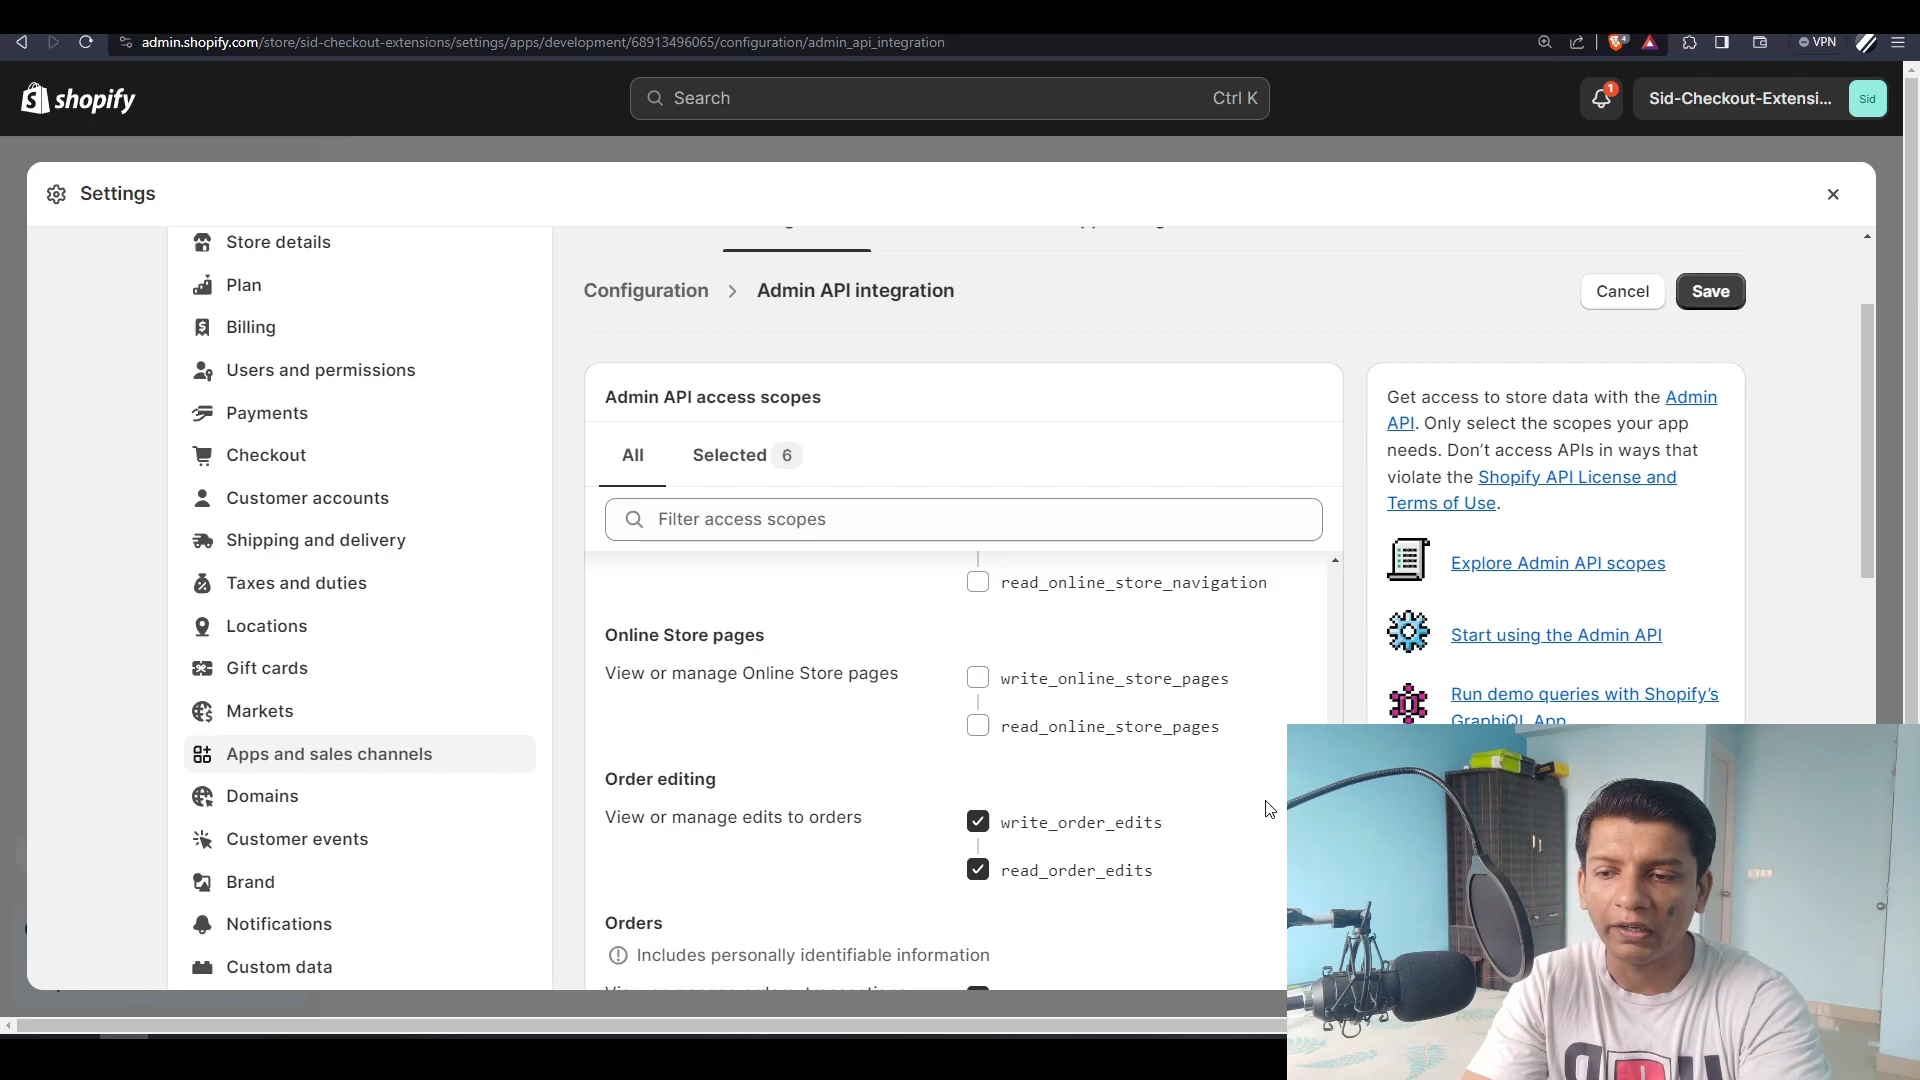 admin.shopify.com/store/sid-checkout-extensions/settings/apps/development/68913496065/configuration/admin_api_integration
4
VPN
shopify
Search
Ctrl K
1
Sid-Checkout-Extensi...
Sid
Settings
Store details
Plan
Billing
Users and permissions
Payments
Checkout
Customer accounts
Shipping and delivery
Taxes and duties
Locations
Gift cards
Markets
Apps and sales channels
Domains
Customer events
Brand
Notifications
Custom data
Configuration > Admin API integration
Cancel
Save
Admin API access scopes
All
Selected 6
Filter access scopes
read_online_store_navigation
Online Store pages
View or manage Online Store pages
write_online_store_pages
read_online_store_pages
Order editing
View or manage edits to orders
write_order_edits
read_order_edits
Orders
Includes personally identifiable information
Get access to store data with the Admin
API. Only select the scopes your app
needs. Don’t access APIs in ways that
violate the Shopify API License and
Terms of Use.
Explore Admin API scopes
Start using the Admin API
Run demo queries with Shopify’s
GraphiQL App